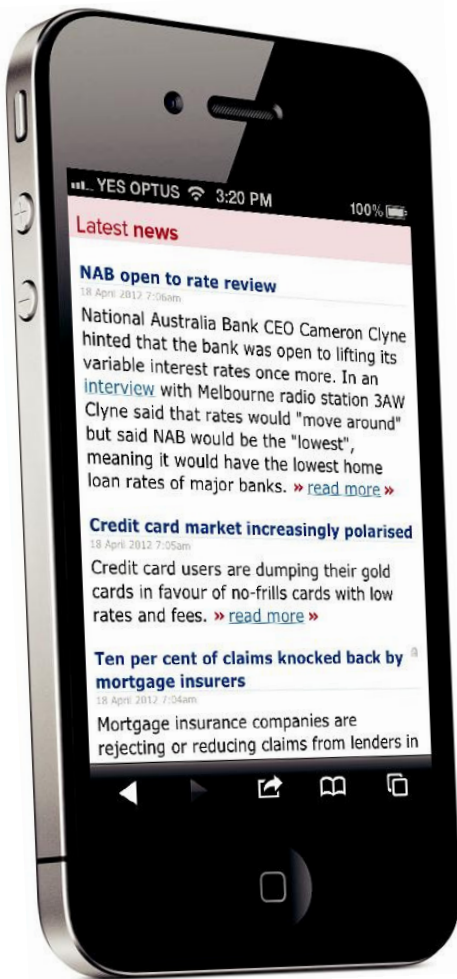 YES OPTUS 3:20 PM 100%
Latest news
NAB open to rate review
18 April 2012 7:06am
National Australia Bank CEO Cameron Clyne
hinted that the bank was open to lifting its
variable interest rates once more. In an
interview with Melbourne radio station 3AW
Clyne said that rates would "move around"
but said NAB would be the "lowest",
meaning it would have the lowest home
loan rates of major banks. » read more »
Credit card market increasingly polarised
18 April 2012 7:05am
Credit card users are dumping their gold
cards in favour of no-frills cards with low
rates and fees. » read more »
Ten per cent of claims knocked back by
mortgage insurers
18 April 2012 7:04am
Mortgage insurance companies are
rejecting or reducing claims from lenders in